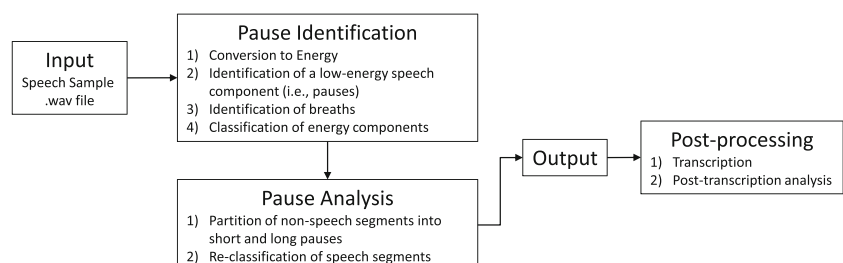 Input
Speech Sample
.wav file
Pause Identification
1) Conversion to Energy
2) Identification of a low-energy speech
component (i.e., pauses)
3) Identification of breaths
4) Classification of energy components
Pause Analysis
1) Partition of non-speech segments into
short and long pauses
2) Re-classification of speech segments
Output
Post-processing
1) Transcription
2) Post-transcription analysis